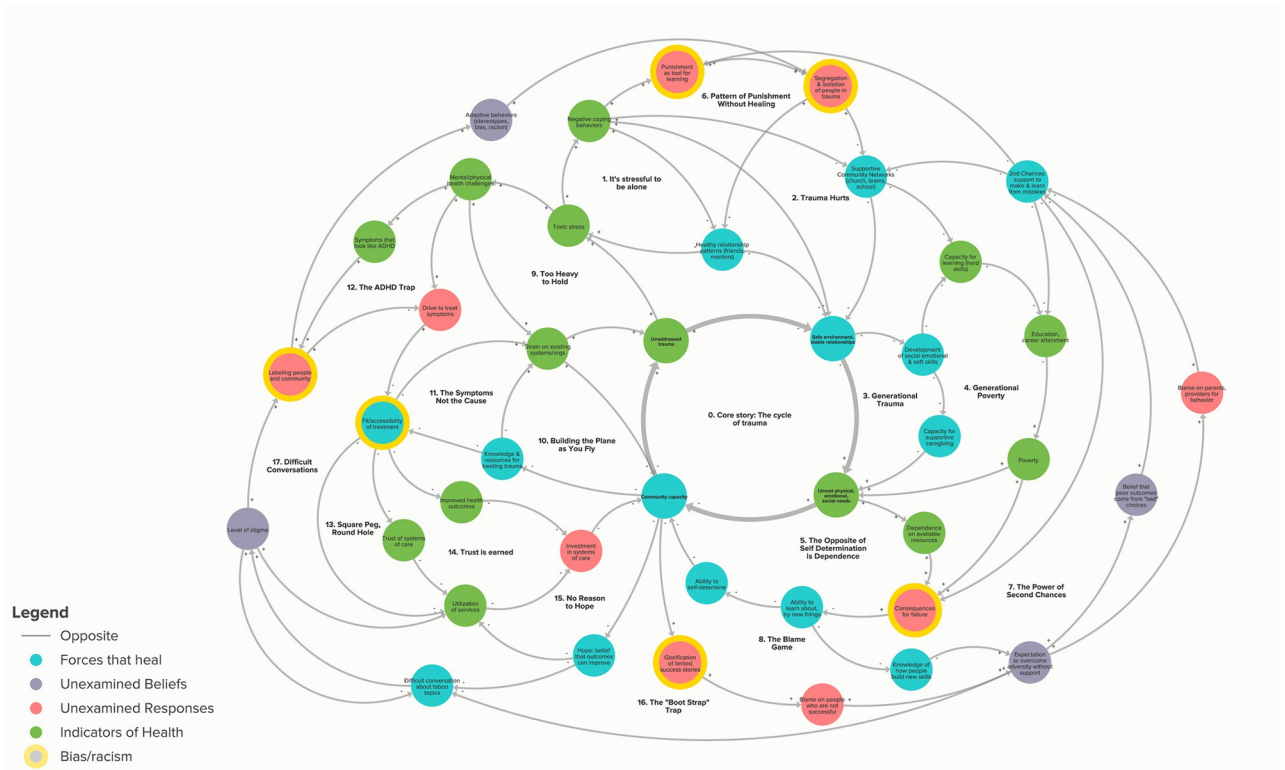 Punishment
as tool for
learning
Segregation
& isolation
of people in
trauma
6. Pattern of Punishment
Without Healing
Adaptive behaviors
(stereotypes,
bias, racism)
Negative coping
behaviors
Mental/physical
health challenges
1. It's stressful to
be alone
Supportive
Community Networks
(church, teams,
school)
2nd Chances:
support to
make & learn
from mistakes
2. Trauma Hurts
Symptoms that
look like ADHD
Toxic stress
Healthy relationship
patterns (friends,
mentors)
Capacity for
learning (hard
skills)
9. Too Heavy
to Hold
12. The ADHD Trap
Drive to treat
symptoms
Strain on existing
systems/orgs
Unaddressed
trauma
Safe environment,
stable relationships
Development
of social emotional
& soft skills
Education,
career attainment
Labeling people
and community
11. The Symptoms
Not the Cause
3. Generational
Trauma
4. Generational
Poverty
Blame on parents,
providers for
behavior
0. Core story: The cycle
of trauma
Fit/accessibility
of treatment
10. Building the Plane
as You Fly
Capacity for
supportive
caregiving
17. Difficult
Conversations
Knowledge &
resources for
treating trauma
Poverty
Improved health
outcomes
Community capacity
Unmet physical,
emotional,
social needs
Belief that
poor outcomes
come from "bad"
choices
Level of stigma
13. Square Peg,
Round Hole
Trust of systems
of care
14. Trust is earned
Investment
in systems
of care
5. The Opposite of
Self Determination
is Dependence
Dependence
on available
resources
Ability to
self-determine
7. The Power of
Second Chances
Utilization
of services
15. No Reason
to Hope
Ability to
learn about,
try new things
Consequences
for failure
8. The Blame
Game
Hope: belief
that outcomes
can improve
Glorification
of limited
success stories
Knowledge of
how people
build new skills
Expectation
to overcome
adversity without
support
Difficult conversation
about taboo
topics
16. The "Boot Strap"
Trap
Blame on people
who are not
successful
Legend
Opposite
Forces that heal
Unexamined Beliefs
Unexamined Responses
Indicators of Health
Bias/racism